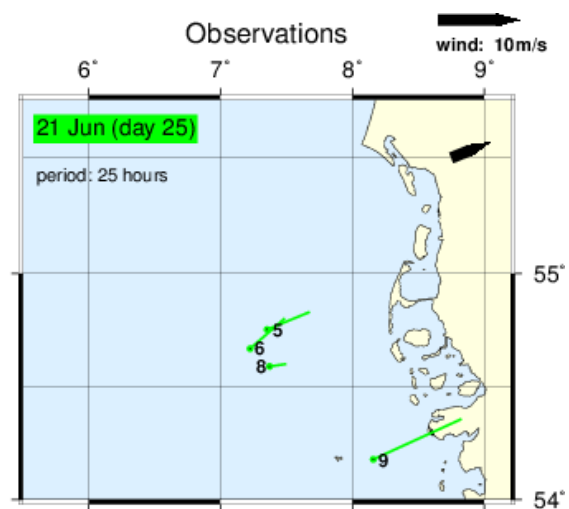 Observations
wind: 10m/s
6˚ 7˚ 8˚ 9˚
21 Jun (day 25)
period: 25 hours
55˚
5
6
8
9
54˚